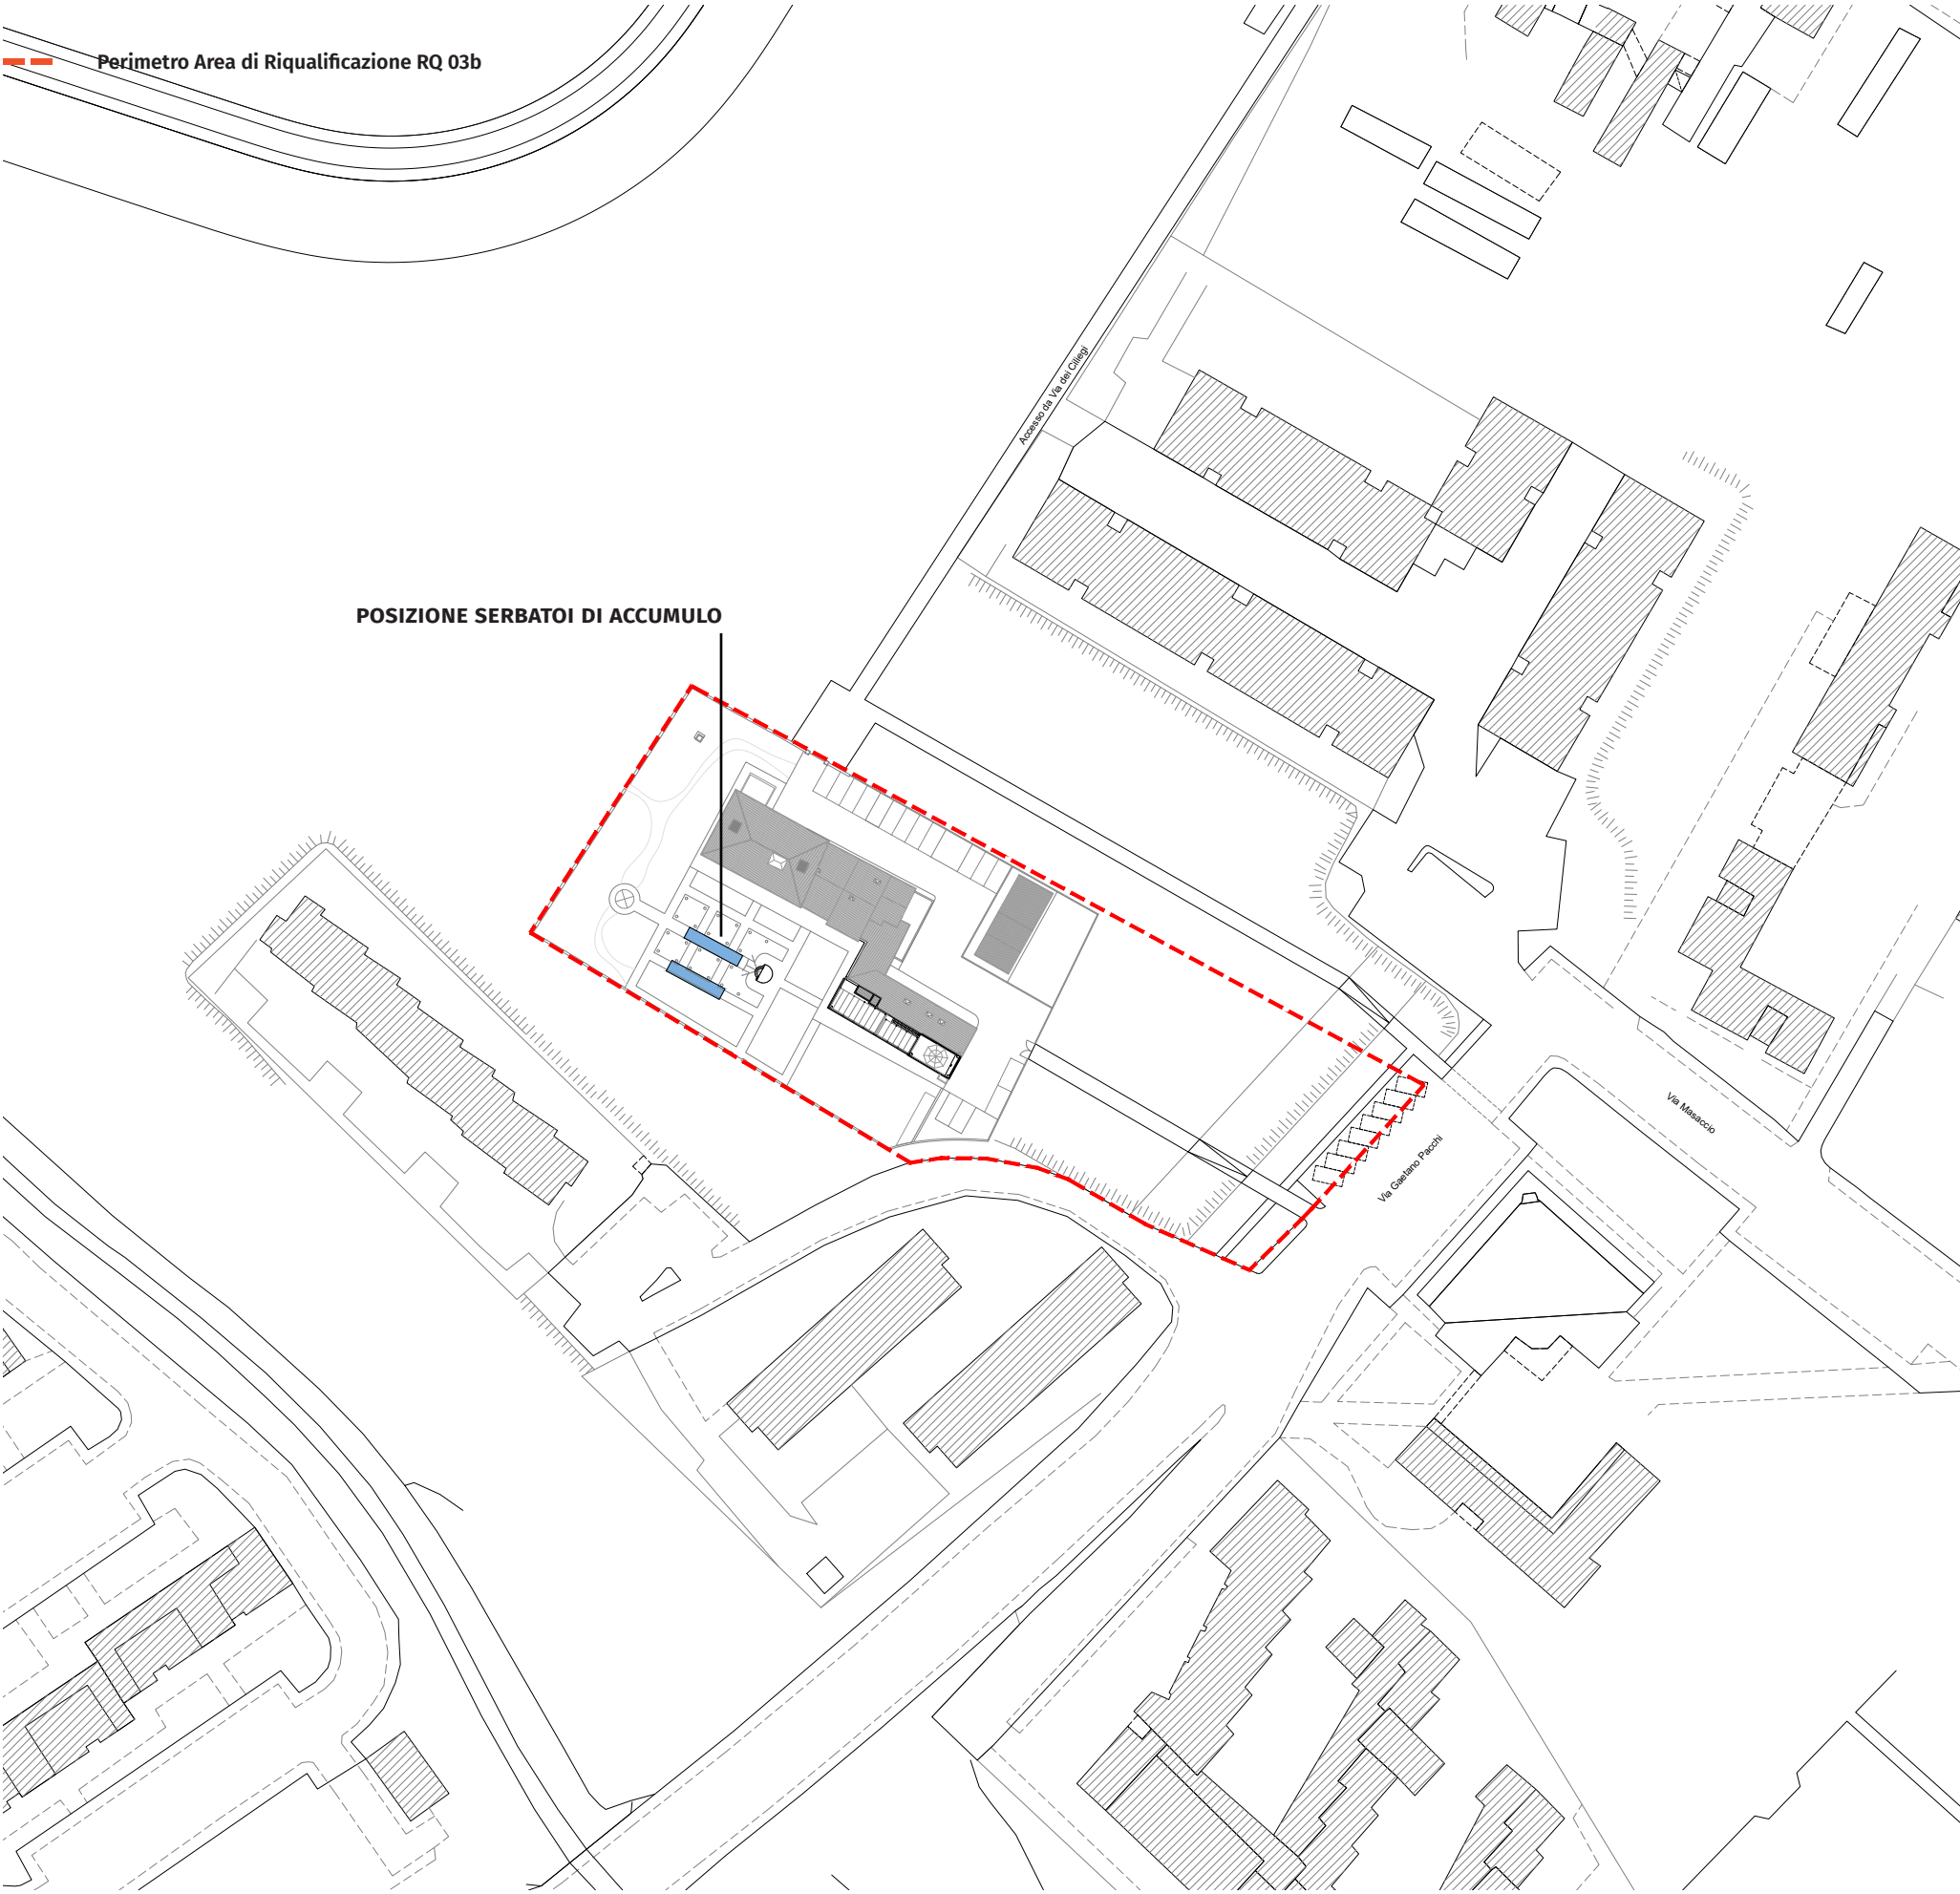 Perimetro Area di Riqualificazione RQ 03b
Accesso da Via dei Ciliegi
POSIZIONE SERBATOI DI ACCUMULO
Via Masaccio
Via Gaetano Pacchi